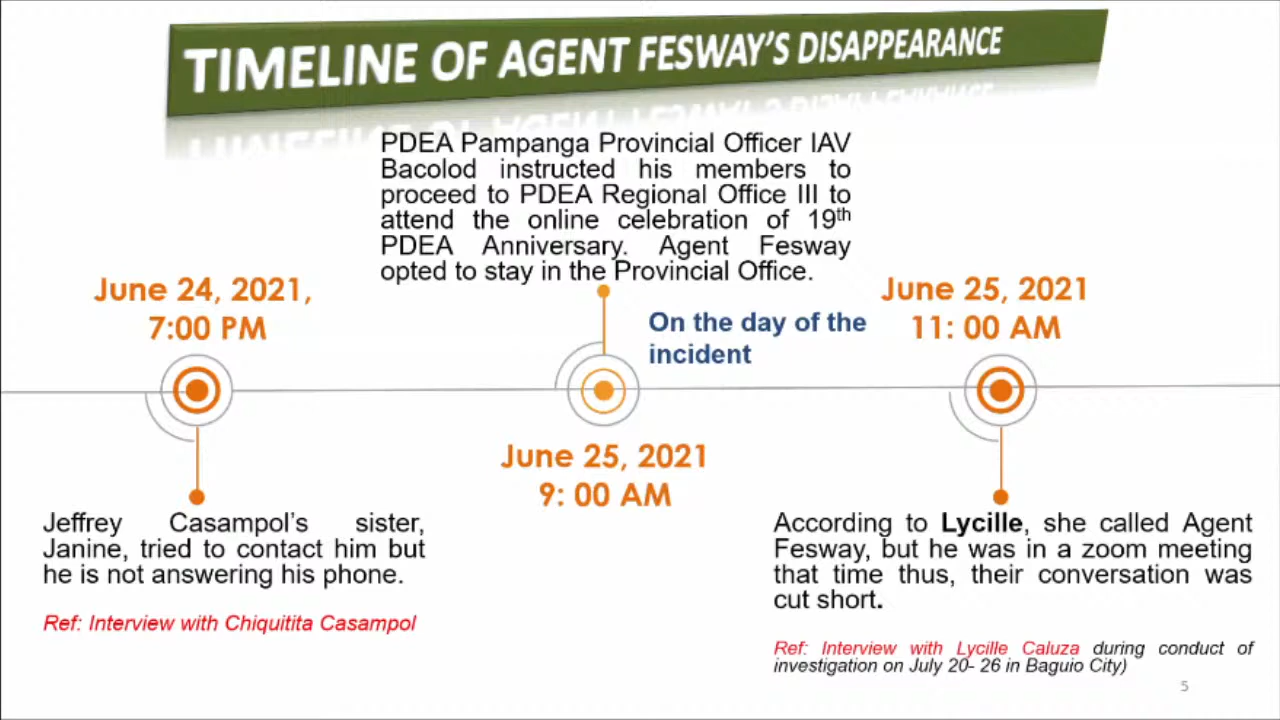 TIMELINE OF AGENT FESWAY'S DISAPPEARANCE
PDEA Pampanga Provincial Officer IAV
Bacolod instructed his members to
proceed to PDEA Regional Office III to
attend the online celebration of 19th
PDEA Anniversary. Agent Fesway
opted to stay in the Provincial Office.
June 24, 2021,
7:00 PM
On the day of the
incident
June 25, 2021
11: 00 AM
June 25, 2021
9: 00 AM
Jeffrey Casampol's sister,
Janine, tried to contact him but
he is not answering his phone.
Ref: Interview with Chiquitita Casampol
According to Lycille, she called Agent
Fesway, but he was in a zoom meeting
that time thus, their conversation was
cut short.
Ref: Interview with Lycille Caluza during conduct of
investigation on July 20- 26 in Baguio City)
5